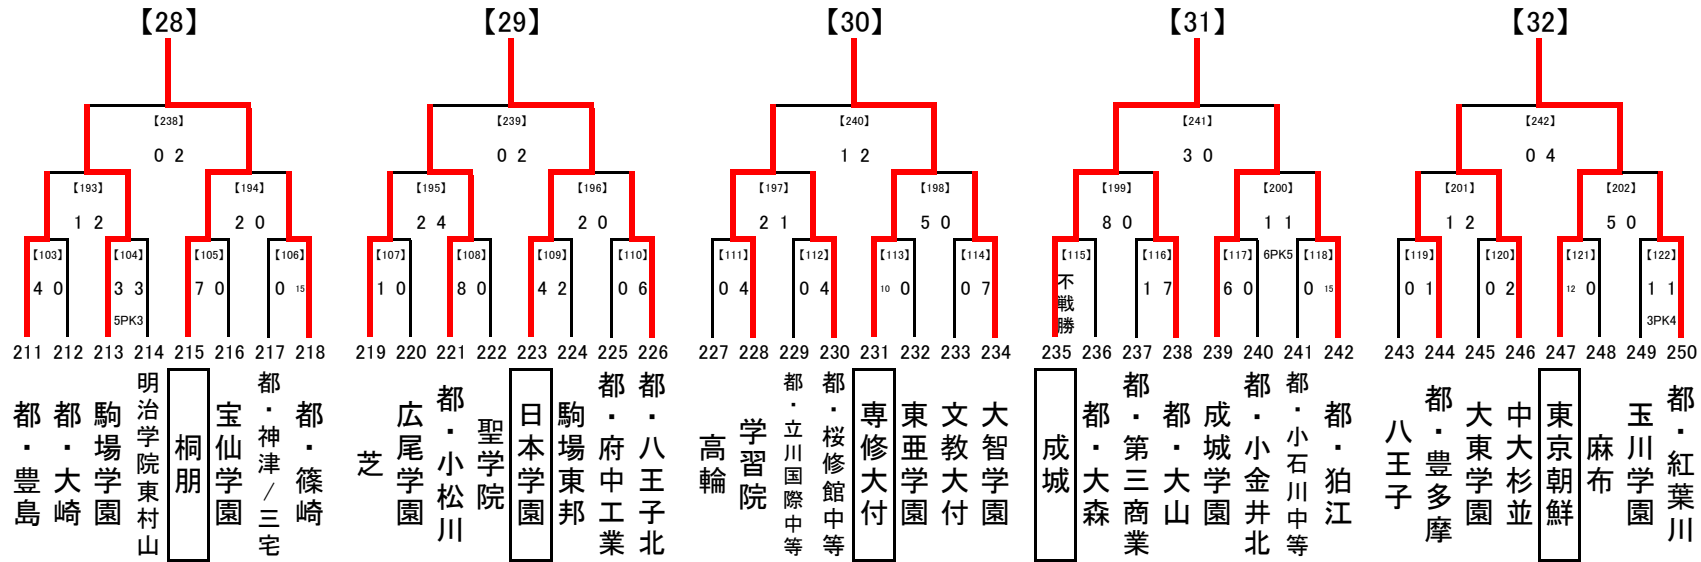 【28】 【29】 【30】 【31】 【32】
【238】 【239】 【240】 【241】 【242】
0 2 0 2 1 2 3 0 0 4
【193】 【194】 【195】 【196】 【197】 【198】 【199】 【200】 【201】 【202】
1 2 2 0 2 4 2 0 2 1 5 0 8 0 1 1 1 2 5 0
6PK5
【103】 【104】 【105】 【106】 【107】 【108】 【109】 【110】 【111】 【112】 【113】 【114】 【115】 【116】 【117】 【118】 【119】 【120】 【121】 【122】
4 0 3 3 7 0 0 15 1 0 8 0 4 2 0 6 0 4 0 4 10 0 0 7 不戦勝 1 7 6 0 0 15 0 1 0 2 12 0 1 1
5PK3 3PK4
211 212 213 214 215 216 217 218 219 220 221 222 223 224 225 226 227 228 229 230 231 232 233 234 235 236 237 238 239 240 241 242 243 244 245 246 247 248 249 250
都・豊島
都・大崎
駒場学園
明治学院東村山
桐朋
宝仙学園
都・神津/三宅
都・篠崎
芝
広尾学園
都・小松川
聖学院
日本学園
駒場東邦
都・府中工業
都・八王子北
高輪
学習院
都・立川国際中等
都・桜修館中等
専修大付
東亜学園
文教大付
大智学園
成城
都・大森
都・第三商業
都・大山
成城学園
都・小金井北
都・小石川中等
都・狛江
八王子
都・豊多摩
大東学園
中大杉並
東京朝鮮
麻布
玉川学園
都・紅葉川